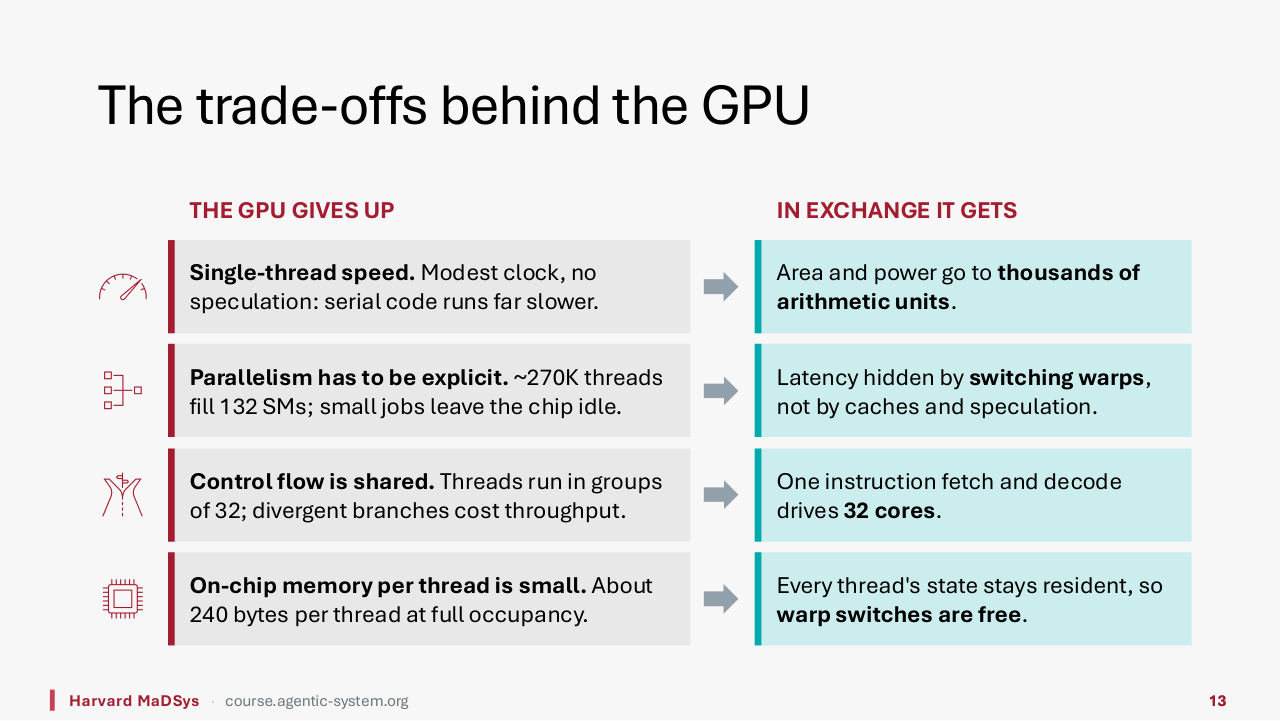 The trade-offs behind the GPU
THE GPU GIVES UP
IN EXCHANGE IT GETS
Single-thread speed. Modest clock, no
speculation: serial code runs far slower.
Area and power go to thousands of
arithmetic units.
Parallelism has to be explicit. ~270K threads
fill 132 SMs; small jobs leave the chip idle.
Latency hidden by switching warps,
not by caches and speculation.
Control flow is shared. Threads run in groups
of 32; divergent branches cost throughput.
One instruction fetch and decode
drives 32 cores.
On-chip memory per thread is small. About
240 bytes per thread at full occupancy.
Every thread's state stays resident, so
warp switches are free.
Harvard MaDSys · course.agentic-system.org
13